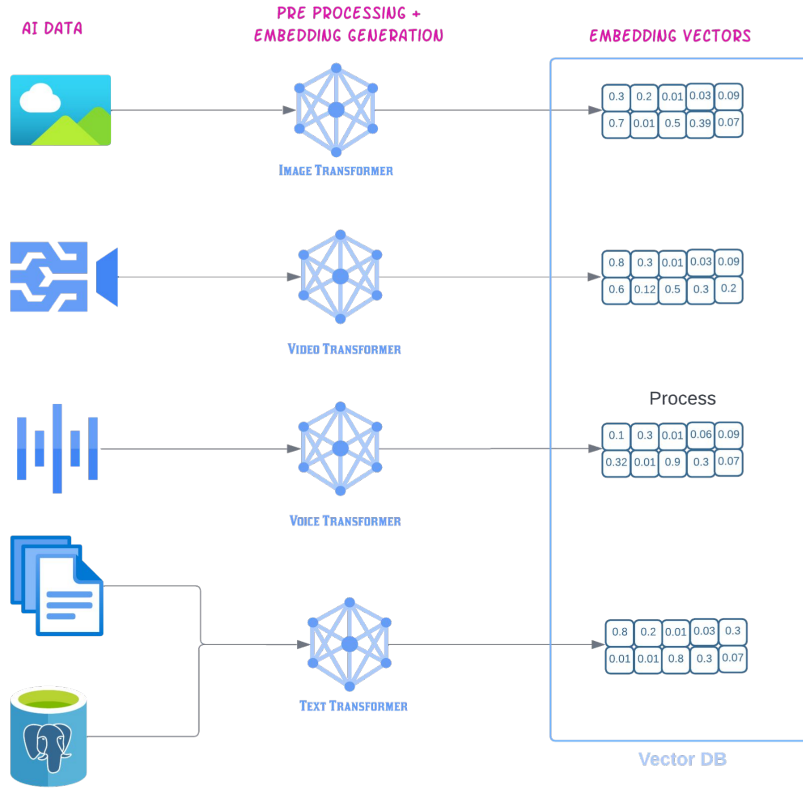 AI DATA
PRE PROCESSING +
EMBEDDING GENERATION
EMBEDDING VECTORS
0.3 0.2 0.01 0.03 0.09
0.7 0.01 0.5 0.39 0.07
IMAGE TRANSFORMER
0.8 0.3 0.01 0.03 0.09
0.6 0.12 0.5 0.3 0.2
VIDEO TRANSFORMER
Process
0.1 0.3 0.01 0.06 0.09
0.32 0.01 0.9 0.3 0.07
VOICE TRANSFORMER
0.8 0.2 0.01 0.03 0.3
0.01 0.01 0.8 0.3 0.07
TEXT TRANSFORMER
Vector DB